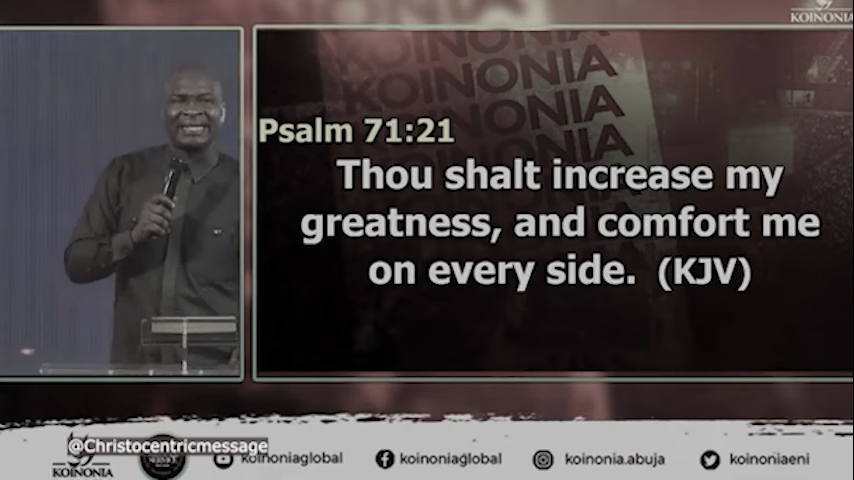 KOINONIA
KOINONIA
KOINONIA
KOINONIA
Psalm 71:21
Thou shalt increase my
greatness, and comfort me
on every side. (KJV)
@Christocentricmessage
KOINONIA
koinoniaglobal
koinoniaglobal
koinonia.abuja
koinoniaeni